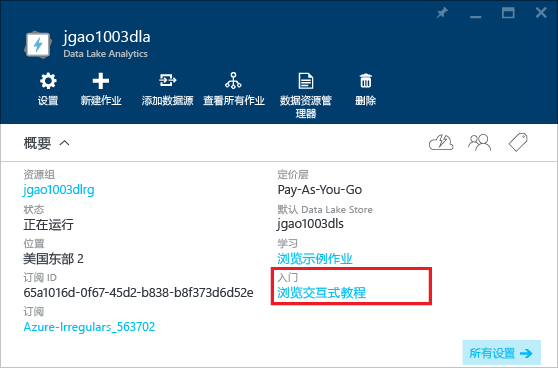 jgao1003dla
Data Lake Analytics
设置
新建作业
添加数据源
查看所有作业
数据资源管
理器
删除
概要
资源组
jgao1003dlrg
状态
正在运行
位置
美国东部 2
订阅 ID
65a1016d-0f67-45d2-b838-b8f373d6d52e
订阅
Azure-Irregulars_563702
定价层
Pay-As-You-Go
默认 Data Lake Store
jgao1003dls
学习
浏览示例作业
入门
浏览交互式教程
所有设置